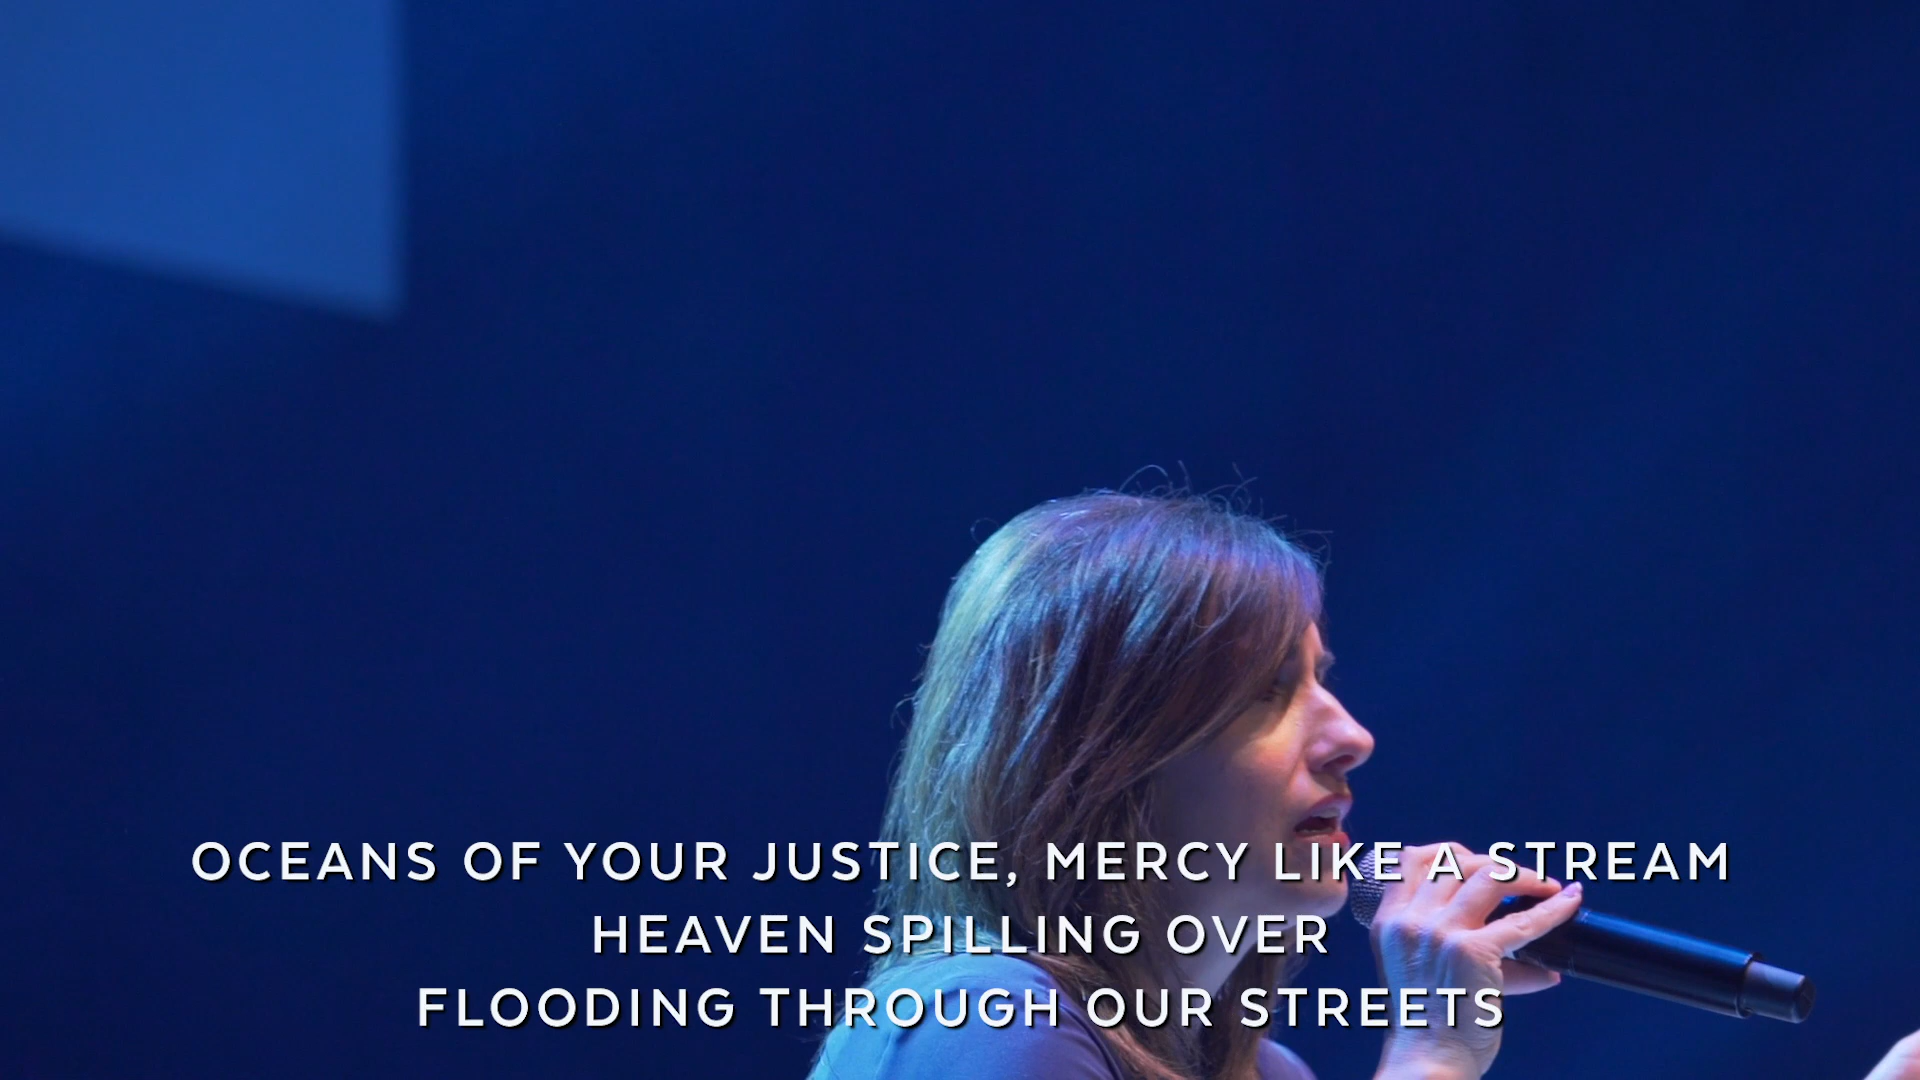 OCEANS OF YOUR JUSTICE, MERCY LIKE A STREAM
HEAVEN SPILLING OVER
FLOODING THROUGH OUR STREETS